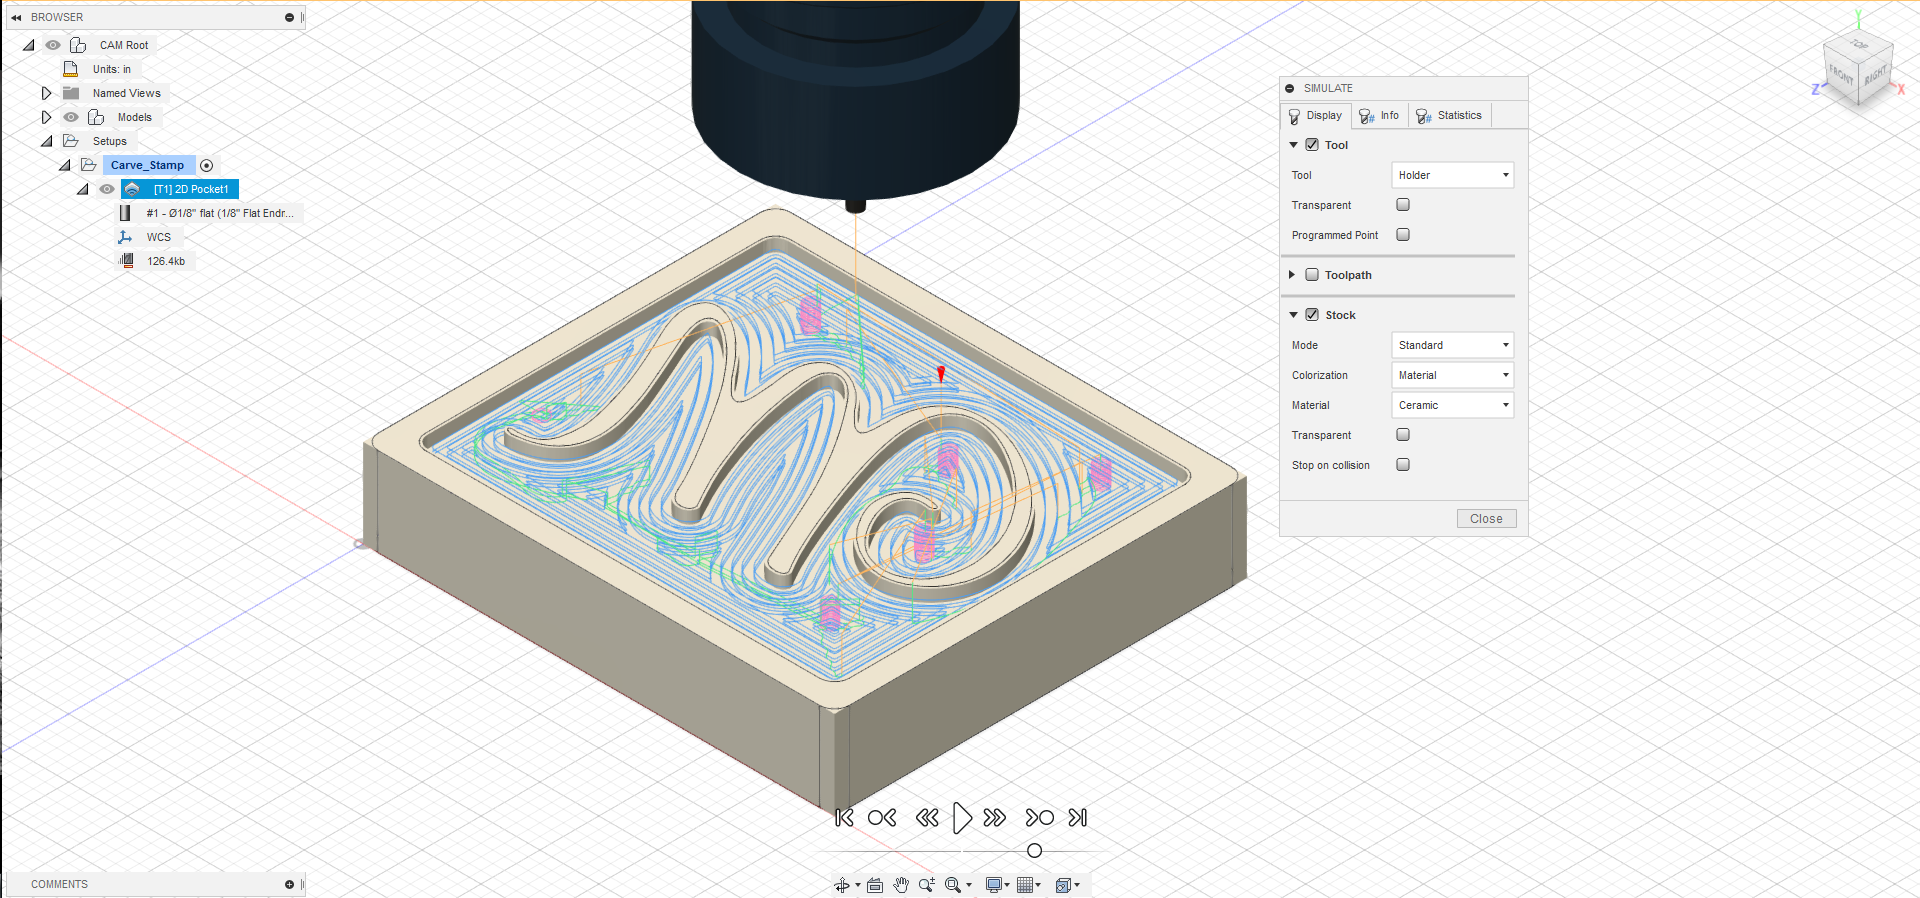 BROWSER
CAM Root
Units: in
Named Views
Models
Setups
Carve_Stamp
[T1] 2D Pocket1
#1 - Ø1/8" flat (1/8" Flat Endr...
WCS
126.4kb
m
SIMULATE
Display
Info
Statistics
Tool
Tool
Holder
Transparent
Programmed Point
Toolpath
Stock
Mode
Standard
Colorization
Material
Material
Ceramic
Transparent
Stop on collision
Close
Y
TOP
FRONT
RIGHT
Z
X
COMMENTS